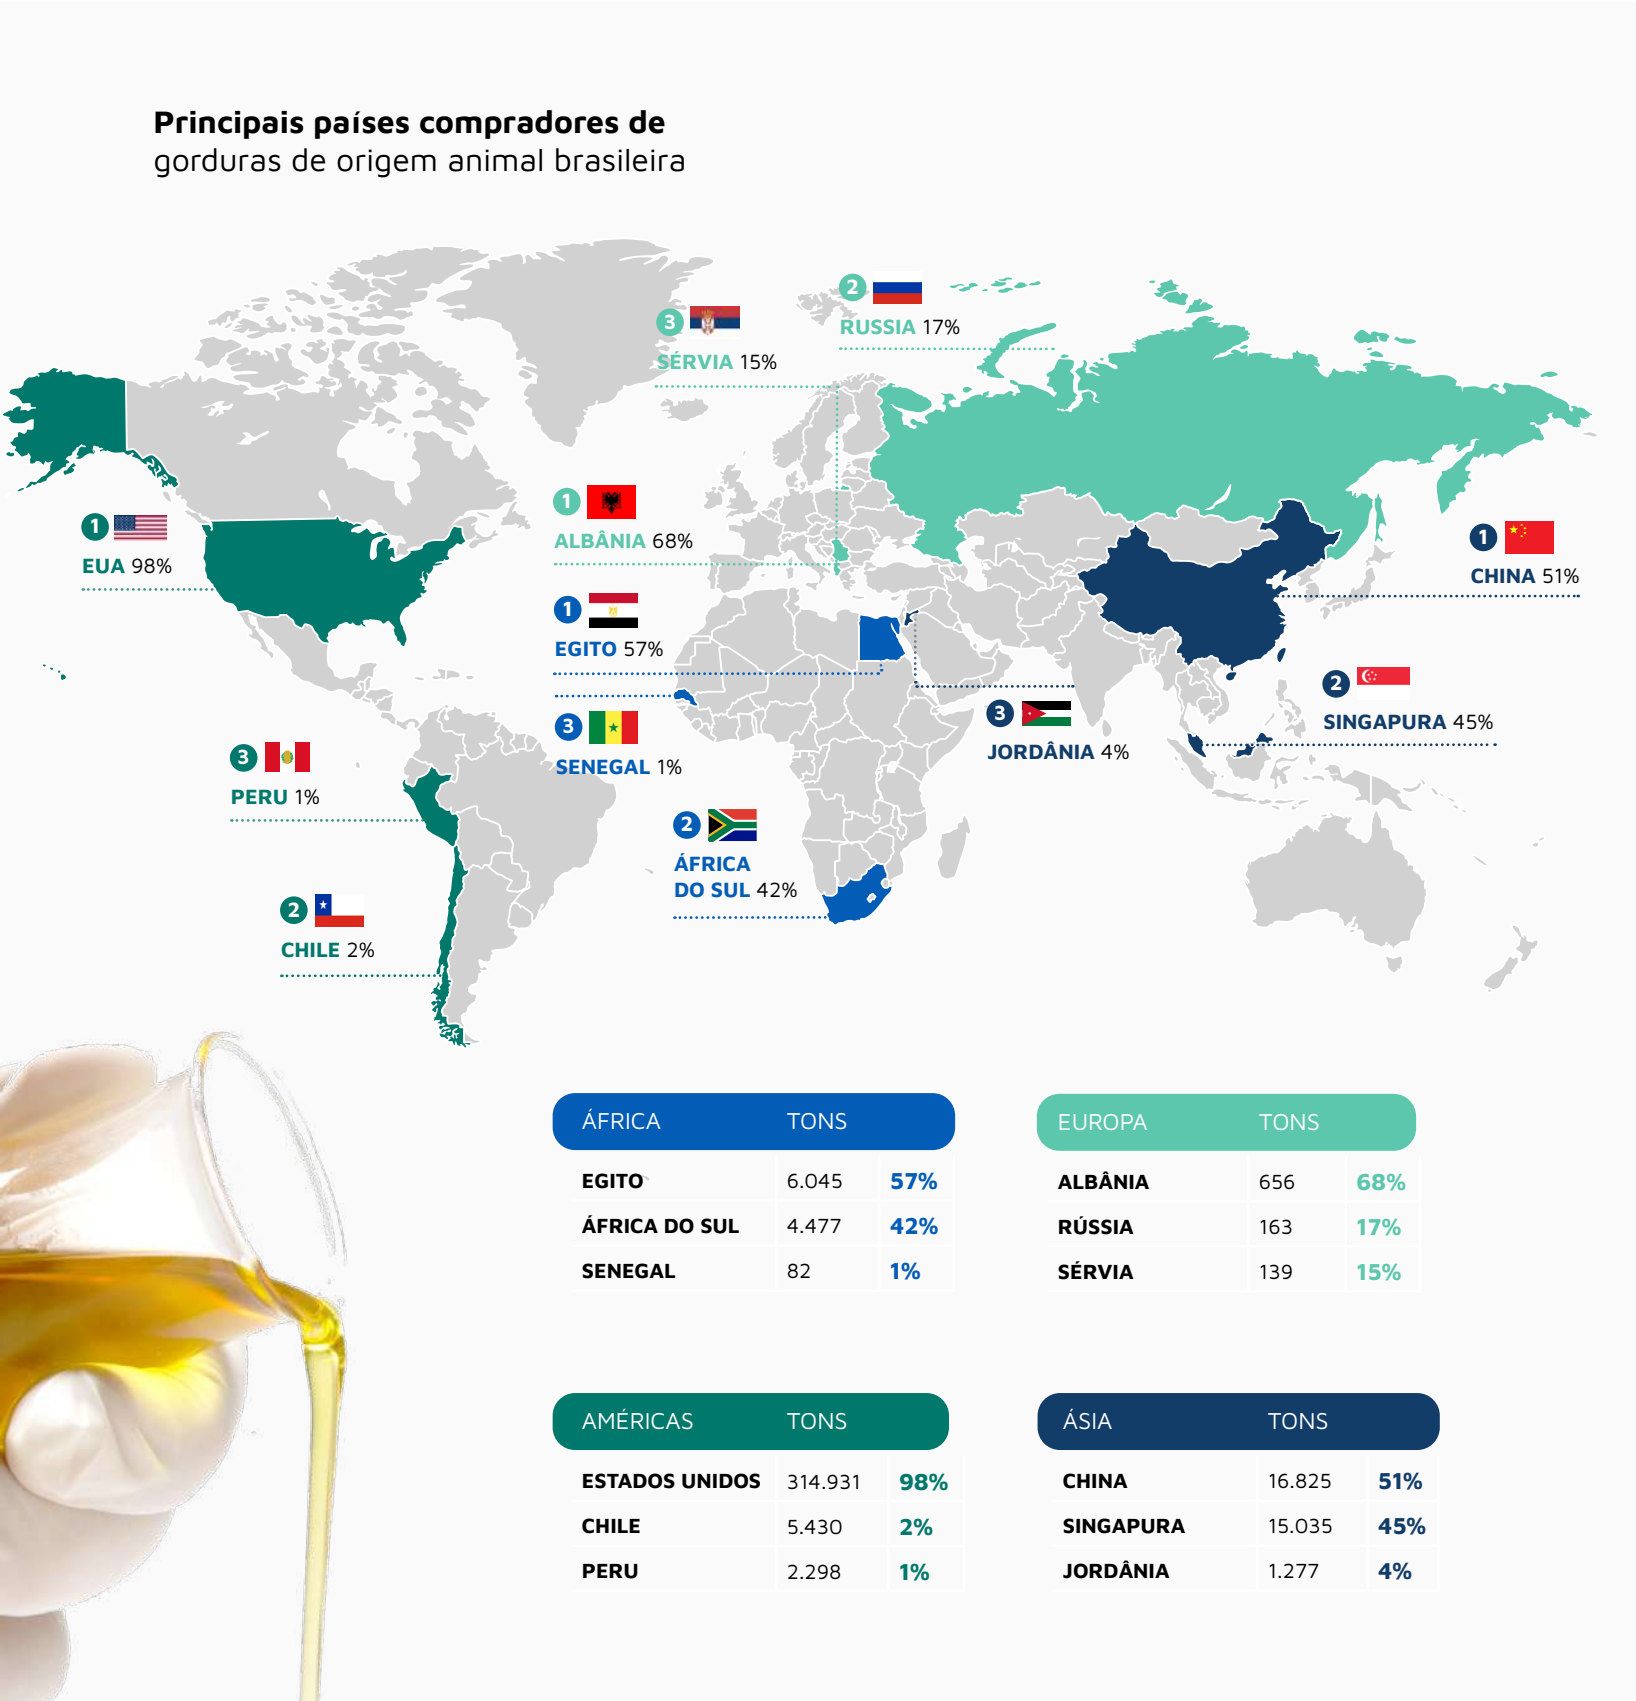 Principais países compradores de
gorduras de origem animal brasileira
2
RUSSIA 17%
3
SÉRVIA 15%
1
ALBÂNIA 68%
1
EUA 98%
1
CHINA 51%
1
EGITO 57%
3
SENEGAL 1%
2
SINGAPURA 45%
3
JORDÂNIA 4%
3
PERU 1%
2
ÁFRICA
DO SUL 42%
2
CHILE 2%
ÁFRICA TONS
EGITO 6.045 57%
ÁFRICA DO SUL 4.477 42%
SENEGAL 82 1%
EUROPA TONS
ALBÂNIA 656 68%
RÚSSIA 163 17%
SÉRVIA 139 15%
AMÉRICAS TONS
ESTADOS UNIDOS 314.931 98%
CHILE 5.430 2%
PERU 2.298 1%
ÁSIA TONS
CHINA 16.825 51%
SINGAPURA 15.035 45%
JORDÂNIA 1.277 4%